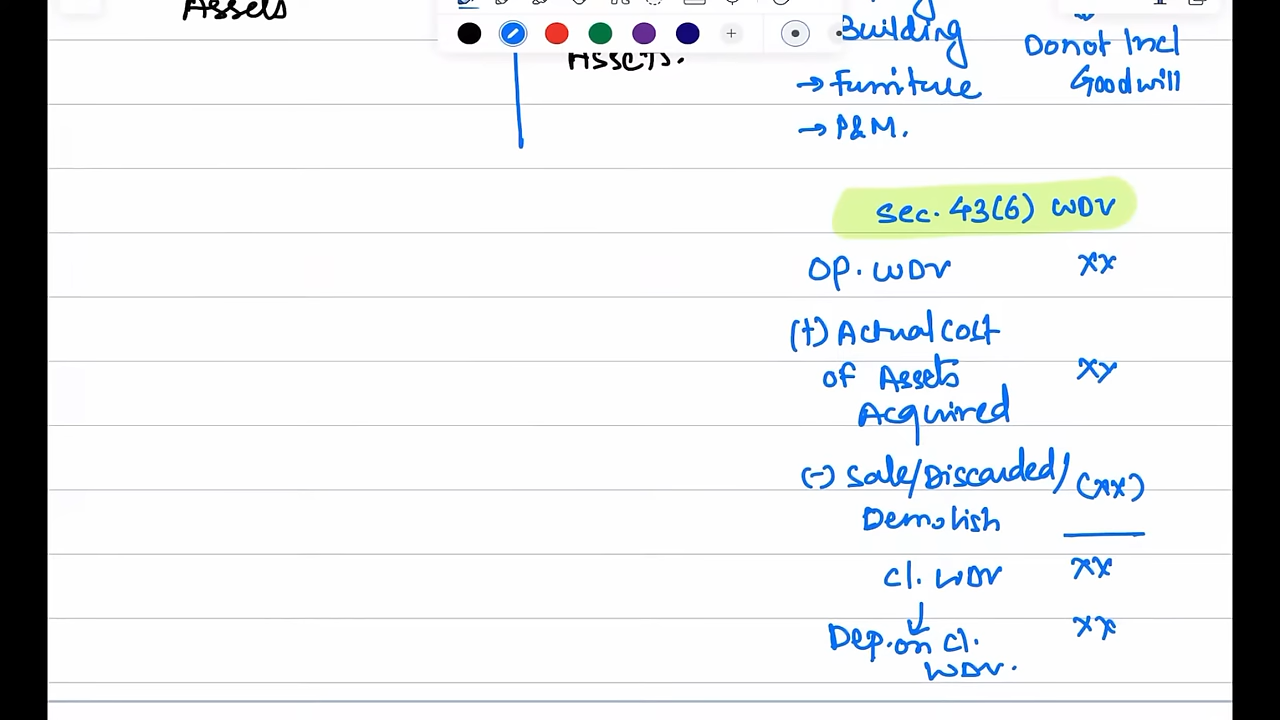 Assets
Assets.
Building
→ Furniture
→ P&M.
Donot Incl
Goodwill
Sec. 43(6) WDV
Op. WDV xx
(+) Actual Cost
of Assets xx
Acquired
(-) Sale/Discarded/ (xx)
Demolish
Cl. WDV xx
↓
Dep. on Cl. xx
WDV.